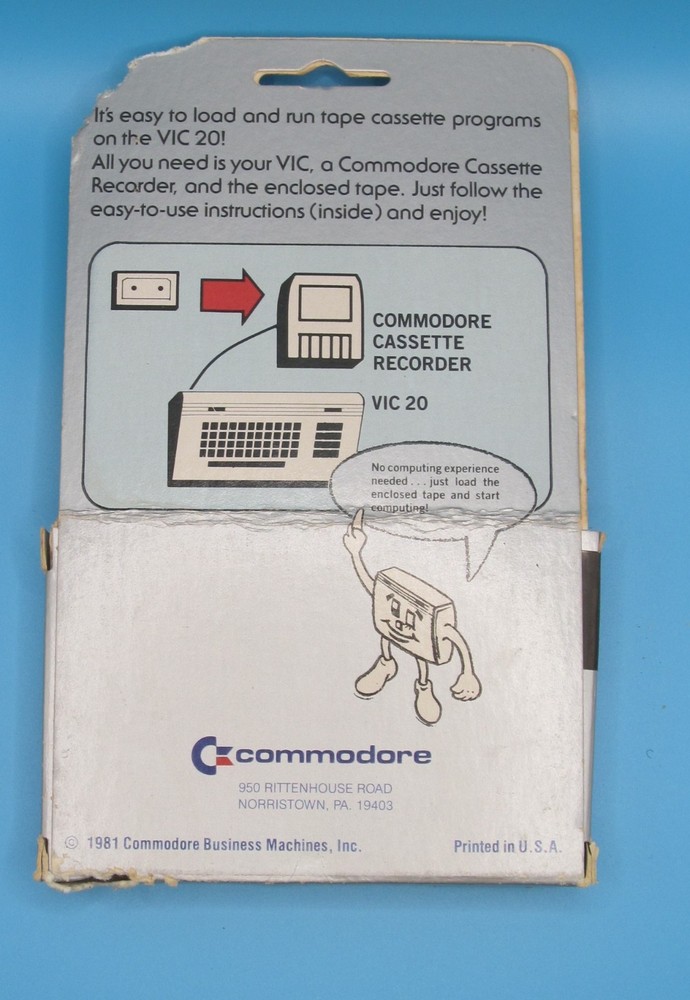 It's easy to load and run tape cassette programs
on the VIC 20!
All you need is your VIC, a Commodore Cassette
Recorder, and the enclosed tape. Just follow the
easy-to-use instructions (inside) and enjoy!
COMMODORE
CASSETTE
RECORDER
VIC 20
No computing experience
needed... just load the
enclosed tape and start
computing!
commodore
950 RITTENHOUSE ROAD
NORRISTOWN, PA. 19403
© 1981 Commodore Business Machines, Inc. Printed in U.S.A.